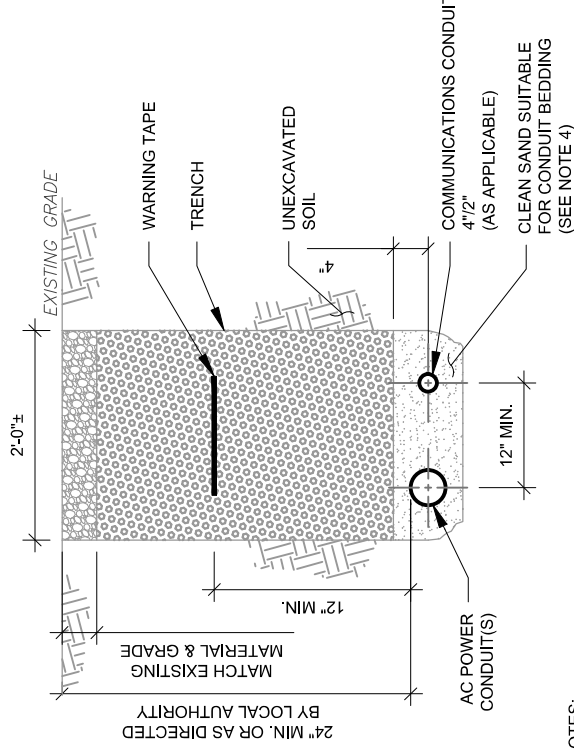 EXISTING GRADE
2'-0"±
WARNING TAPE
TRENCH
UNEXCAVATED
SOIL
4"
COMMUNICATIONS CONDUIT
4"/2"
(AS APPLICABLE)
CLEAN SAND SUITABLE
FOR CONDUIT BEDDING
(SEE NOTE 4)
12" MIN.
AC POWER
CONDUIT(S)
12" MIN.
MATCH EXISTING
MATERIAL & GRADE
24" MIN. OR AS DIRECTED
BY LOCAL AUTHORITY
OTES: